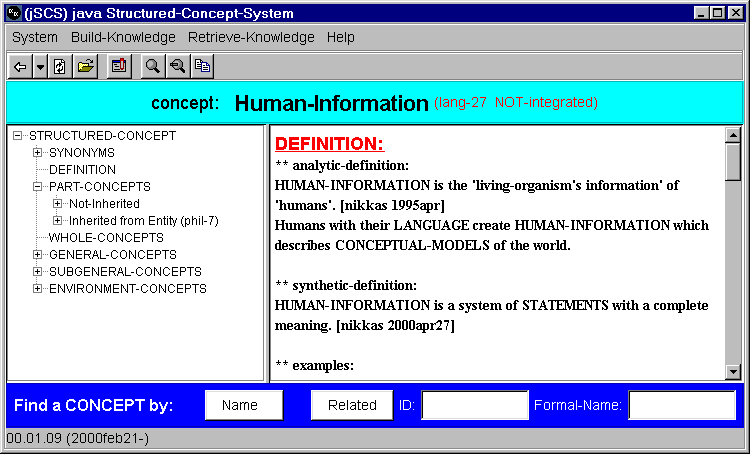 (jSCS) java Structured-Concept-System
System Build-Knowledge Retrieve-Knowledge Help
concept: Human-Information (lang-27 NOT-integrated)
STRUCTURED-CONCEPT
SYNONYMS
DEFINITION
PART-CONCEPTS
Not-Inherited
Inherited from Entity (phil-7)
WHOLE-CONCEPTS
GENERAL-CONCEPTS
SUBGENERAL-CONCEPTS
ENVIRONMENT-CONCEPTS
DEFINITION:
** analytic-definition:
HUMAN-INFORMATION is the 'living-organism's information' of
'humans'. [nikkas 1995apr]
Humans with their LANGUAGE create HUMAN-INFORMATION which
describes CONCEPTUAL-MODELS of the world.
** synthetic-definition:
HUMAN-INFORMATION is a system of STATEMENTS with a complete
meaning. [nikkas 2000apr27]
** examples:
Find a CONCEPT by: Name Related ID: Formal-Name:
00.01.09 (2000feb21-)